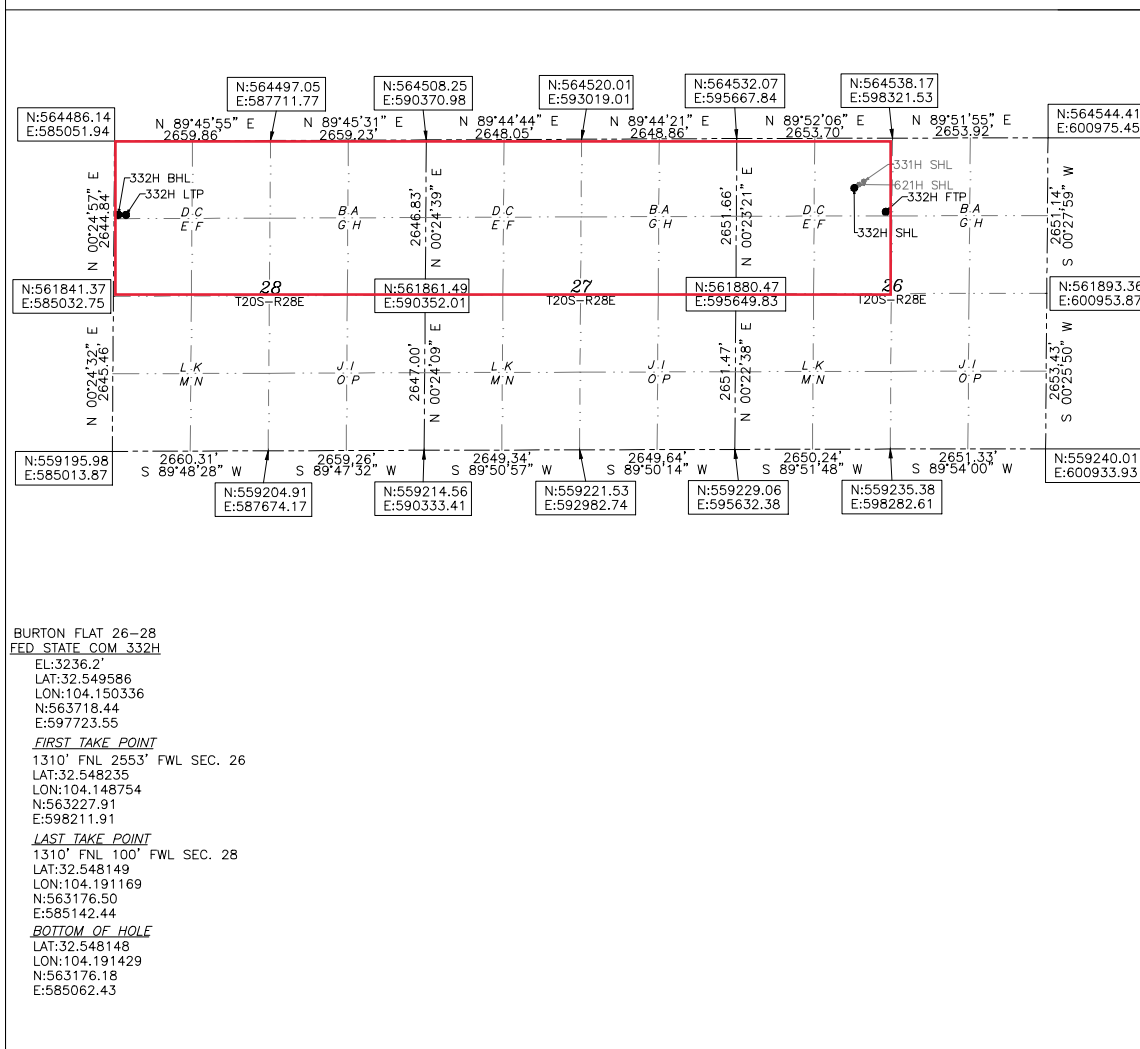 N:564497.05
E:587711.77
N:564508.25
E:590370.98
N:564520.01
E:593019.01
N:564532.07
E:595667.84
N:564538.17
E:598321.53
N:564486.14
E:585051.94
N:564544.41
E:600975.45
N 89°45'55" E
2659.86'
N 89°45'31" E
2659.23'
N 89°44'44" E
2648.05'
N 89°44'21" E
2648.86'
N 89°52'06" E
2653.70'
N 89°51'55" E
2653.92'
331H SHL
621H SHL
332H BHL
332H LTP
332H FTP
332H SHL
N 00°24'57" E
2644.84'
2646.83'
N 00°24'39" E
2651.66'
N 00°23'21" E
2651.14'
S 00°27'59" W
D C
E F
B A
G H
D C
E F
B A
G H
D C
E F
B A
G H
N:561841.37
E:585032.75
28
T20S-R28E
N:561861.49
E:590352.01
27
T20S-R28E
N:561880.47
E:595649.83
26
T20S-R28E
N:561893.36
E:600953.87
N 00°24'32" E
2645.46'
2647.00'
N 00°24'09" E
2651.47'
N 00°22'38" E
2653.43'
S 00°25'50" W
L K
M N
J I
O P
L K
M N
J I
O P
L K
M N
J I
O P
N:559195.98
E:585013.87
2660.31'
S 89°48'28" W
2659.26'
S 89°47'32" W
2649.34'
S 89°50'57" W
2649.64'
S 89°50'14" W
2650.24'
S 89°51'48" W
2651.33'
S 89°54'00" W
N:559240.01
E:600933.93
N:559204.91
E:587674.17
N:559214.56
E:590333.41
N:559221.53
E:592982.74
N:559229.06
E:595632.38
N:559235.38
E:598282.61
BURTON FLAT 26-28
FED STATE COM 332H
EL:3236.2'
LAT:32.549586
LON:104.150336
N:563718.44
E:597723.55
FIRST TAKE POINT
1310' FNL 2553' FWL SEC. 26
LAT:32.548235
LON:104.148754
N:563227.91
E:598211.91
LAST TAKE POINT
1310' FNL 100' FWL SEC. 28
LAT:32.548149
LON:104.191169
N:563176.50
E:585142.44
BOTTOM OF HOLE
LAT:32.548148
LON:104.191429
N:563176.18
E:585062.43